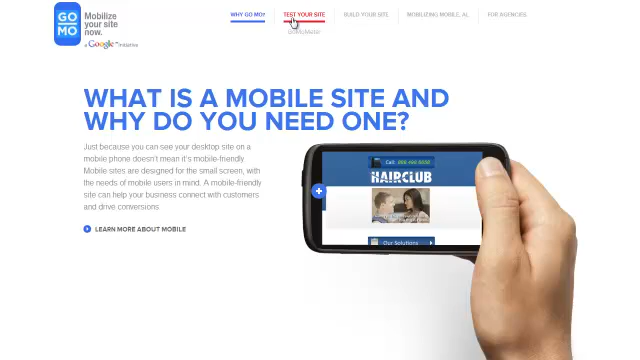 GO
MO
Mobilize
your site
now.
a Google™ initiative
WHY GO MO?
TEST YOUR SITE
BUILD YOUR SITE
MOBILIZING MOBILE, AL
FOR AGENCIES
GoMoMeter
WHAT IS A MOBILE SITE AND
WHY DO YOU NEED ONE?
Just because you can see your desktop site on a
mobile phone doesn't mean it's mobile-friendly
Mobile sites are designed for the small screen, with
the needs of mobile users in mind. A mobile-friendly
site can help your business connect with customers
and drive conversions
LEARN MORE ABOUT MOBILE
Call:
HAIRCLUB
Our Solutions